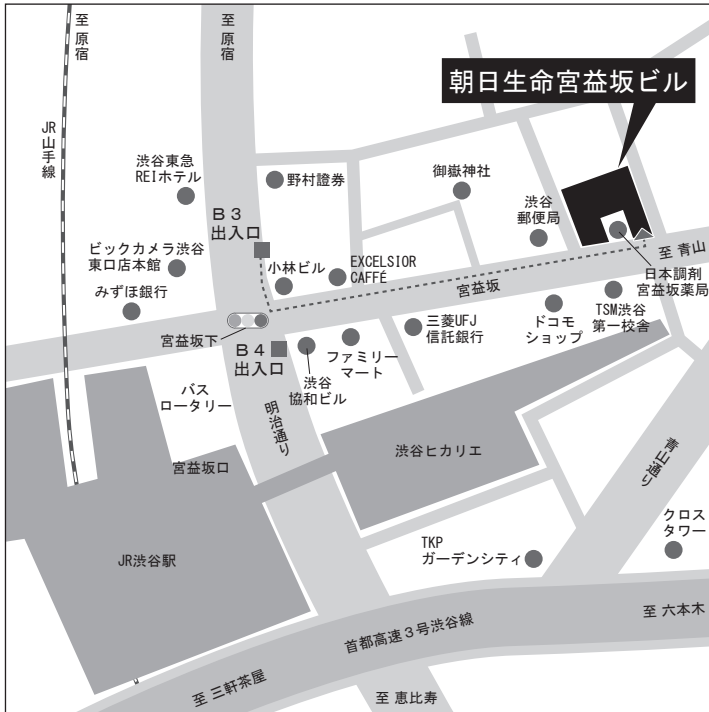 至 原宿
至 原宿
朝日生命宮益坂ビル
JR山手線
渋谷東急
REIホテル
野村證券
御嶽神社
渋谷
郵便局
B3
出入口
ビックカメラ渋谷
東口店本館
小林ビル
EXCELSIOR
CAFFÉ
至 青山
日本調剤
宮益坂薬局
みずほ銀行
宮益坂
宮益坂下
三菱UFJ
信託銀行
ドコモ
ショップ
TSM渋谷
第一校舎
B4
出入口
ファミリー
マート
渋谷
協和ビル
バス
ロータリー
明治通り
渋谷ヒカリエ
青山通り
宮益坂口
クロス
タワー
TKP
ガーデンシティ
JR渋谷駅
至 六本木
首都高速3号渋谷線
至 三軒茶屋
至 恵比寿